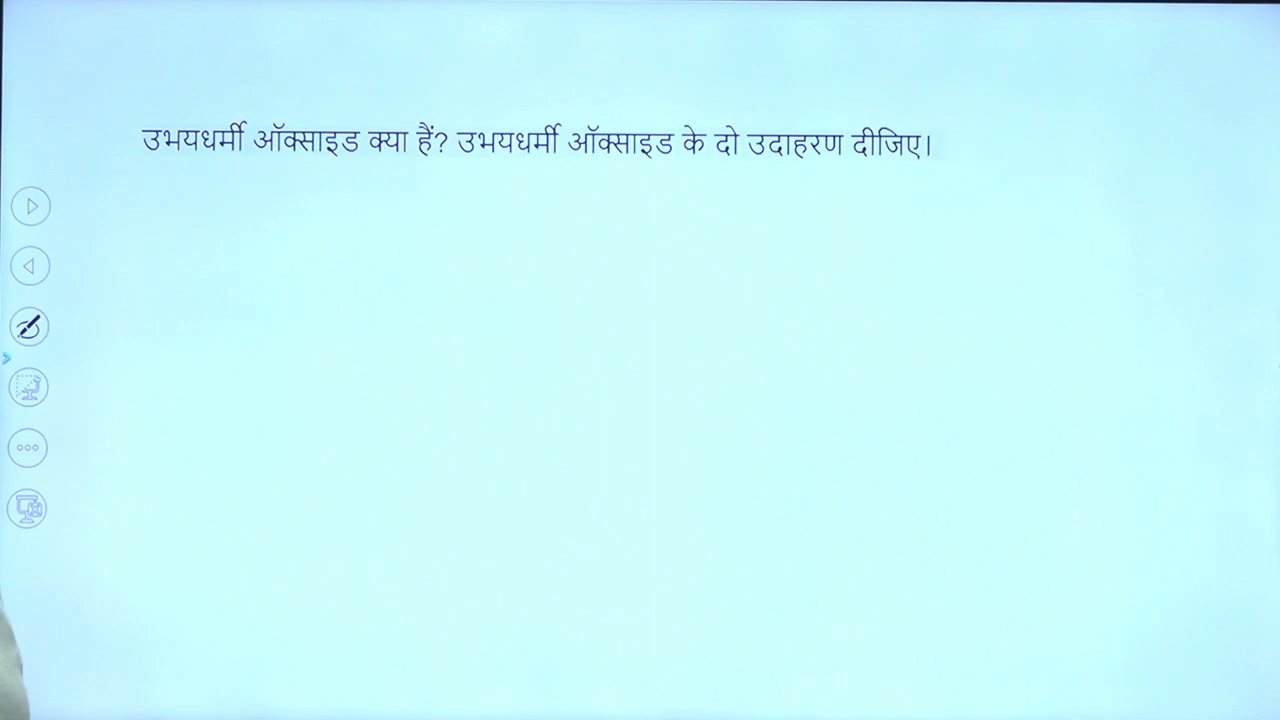 उभयधर्मी ऑक्साइड क्या हैं? उभयधर्मी ऑक्साइड के दो उदाहरण दीजिए।